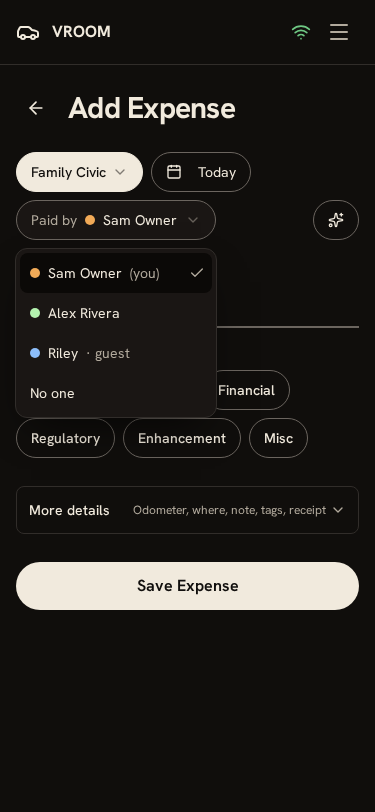 VROOM
Add Expense
Family Civic
Today
Paid by Sam Owner
Sam Owner (you)
Alex Rivera
Riley · guest
No one
Financial
Regulatory
Enhancement
Misc
More details
Odometer, where, note, tags, receipt
Save Expense